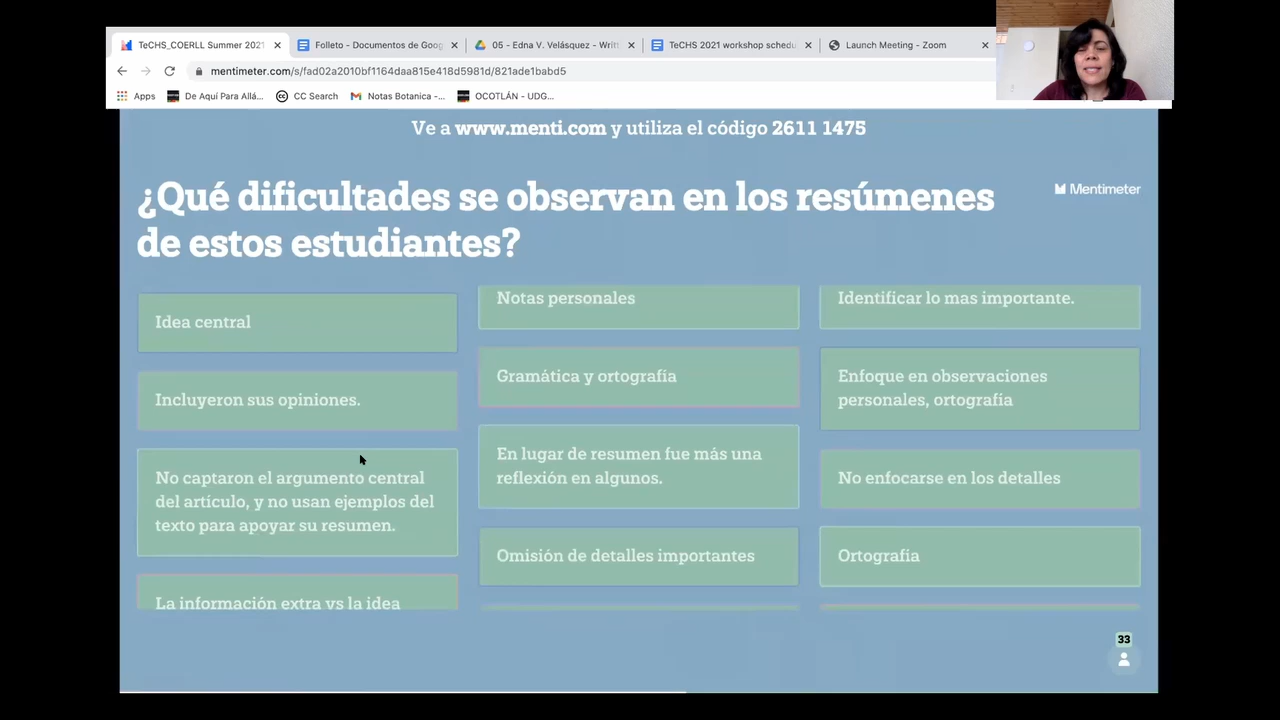 TeCHS_COERLL Summer 2021
Folleto - Documentos de Goog
05 - Edna V. Velásquez - Writt
TeCHS 2021 workshop schedu
Launch Meeting - Zoom
mentimeter.com/s/fad02a2010bf1164daa815e418d5981d/821ade1babd5
Apps
De Aquí Para Allá...
CC Search
Notas Botanica -...
OCOTLÁN - UDG...
Ve a www.menti.com y utiliza el código 2611 1475
¿Qué dificultades se observan en los resúmenes
de estos estudiantes?
Mentimeter
Idea central
Incluyeron sus opiniones.
No captaron el argumento central
del artículo, y no usan ejemplos del
texto para apoyar su resumen.
La información extra vs la idea
Notas personales
Gramática y ortografía
En lugar de resumen fue más una
reflexión en algunos.
Omisión de detalles importantes
Identificar lo mas importante.
Enfoque en observaciones
personales, ortografía
No enfocarse en los detalles
Ortografía
33